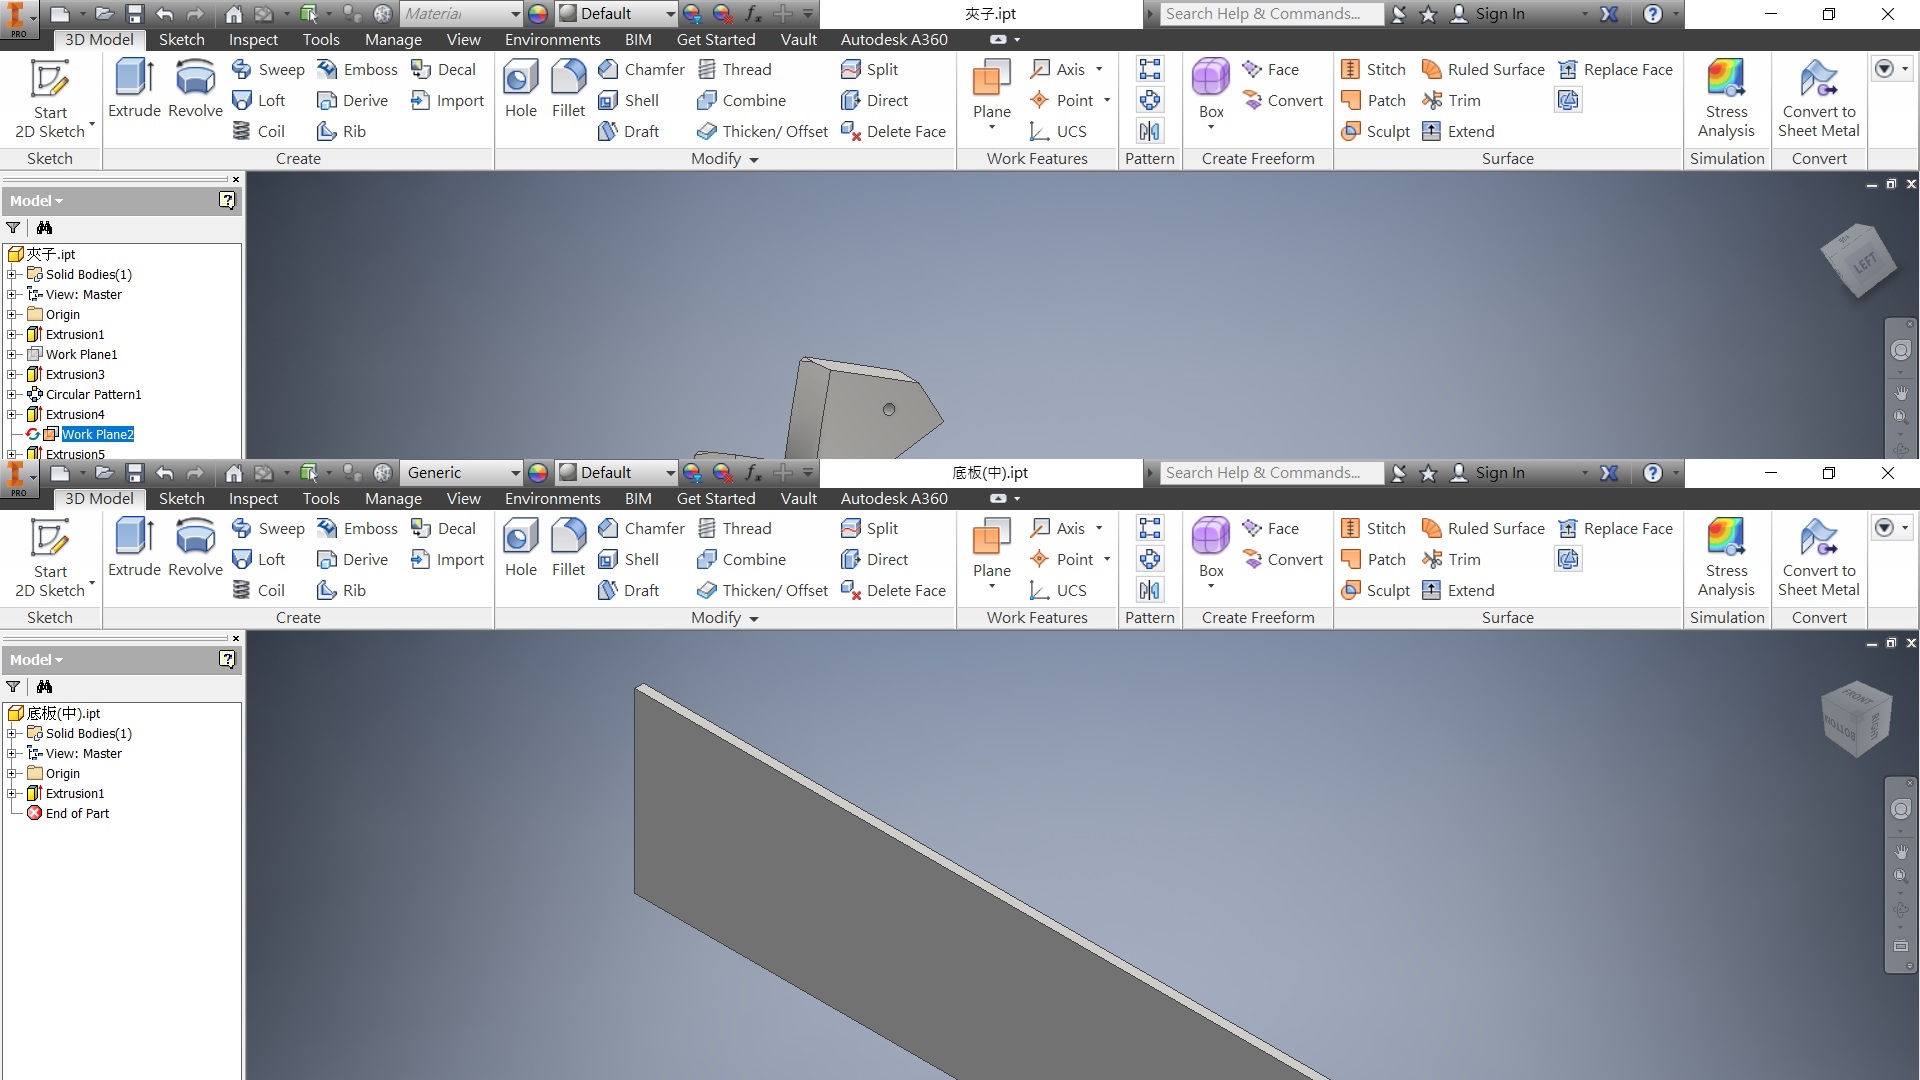 Material Default 夾子.ipt Search Help & Commands... Sign In
PRO 3D Model Sketch Inspect Tools Manage View Environments BIM Get Started Vault Autodesk A360
Sweep Emboss Decal Chamfer Thread Split Axis Face Stitch Ruled Surface Replace Face
Start 2D Sketch Extrude Revolve Loft Derive Import Hole Fillet Shell Combine Direct Plane Point Box Convert Patch Trim Stress Analysis Convert to Sheet Metal
Coil Rib Draft Thicken/ Offset Delete Face UCS Sculpt Extend
Sketch Create Modify Work Features Pattern Create Freeform Surface Simulation Convert
Model
夾子.ipt
Solid Bodies(1)
View: Master
Origin
Extrusion1
Work Plane1
Extrusion3
Circular Pattern1
Extrusion4
Work Plane2
Extrusion5
LEFT
Generic Default 底板(中).ipt Search Help & Commands... Sign In
PRO 3D Model Sketch Inspect Tools Manage View Environments BIM Get Started Vault Autodesk A360
Sweep Emboss Decal Chamfer Thread Split Axis Face Stitch Ruled Surface Replace Face
Start 2D Sketch Extrude Revolve Loft Derive Import Hole Fillet Shell Combine Direct Plane Point Box Convert Patch Trim Stress Analysis Convert to Sheet Metal
Coil Rib Draft Thicken/ Offset Delete Face UCS Sculpt Extend
Sketch Create Modify Work Features Pattern Create Freeform Surface Simulation Convert
Model
底板(中).ipt
Solid Bodies(1)
View: Master
Origin
Extrusion1
End of Part
FRONT
BOTTOM
RIGHT